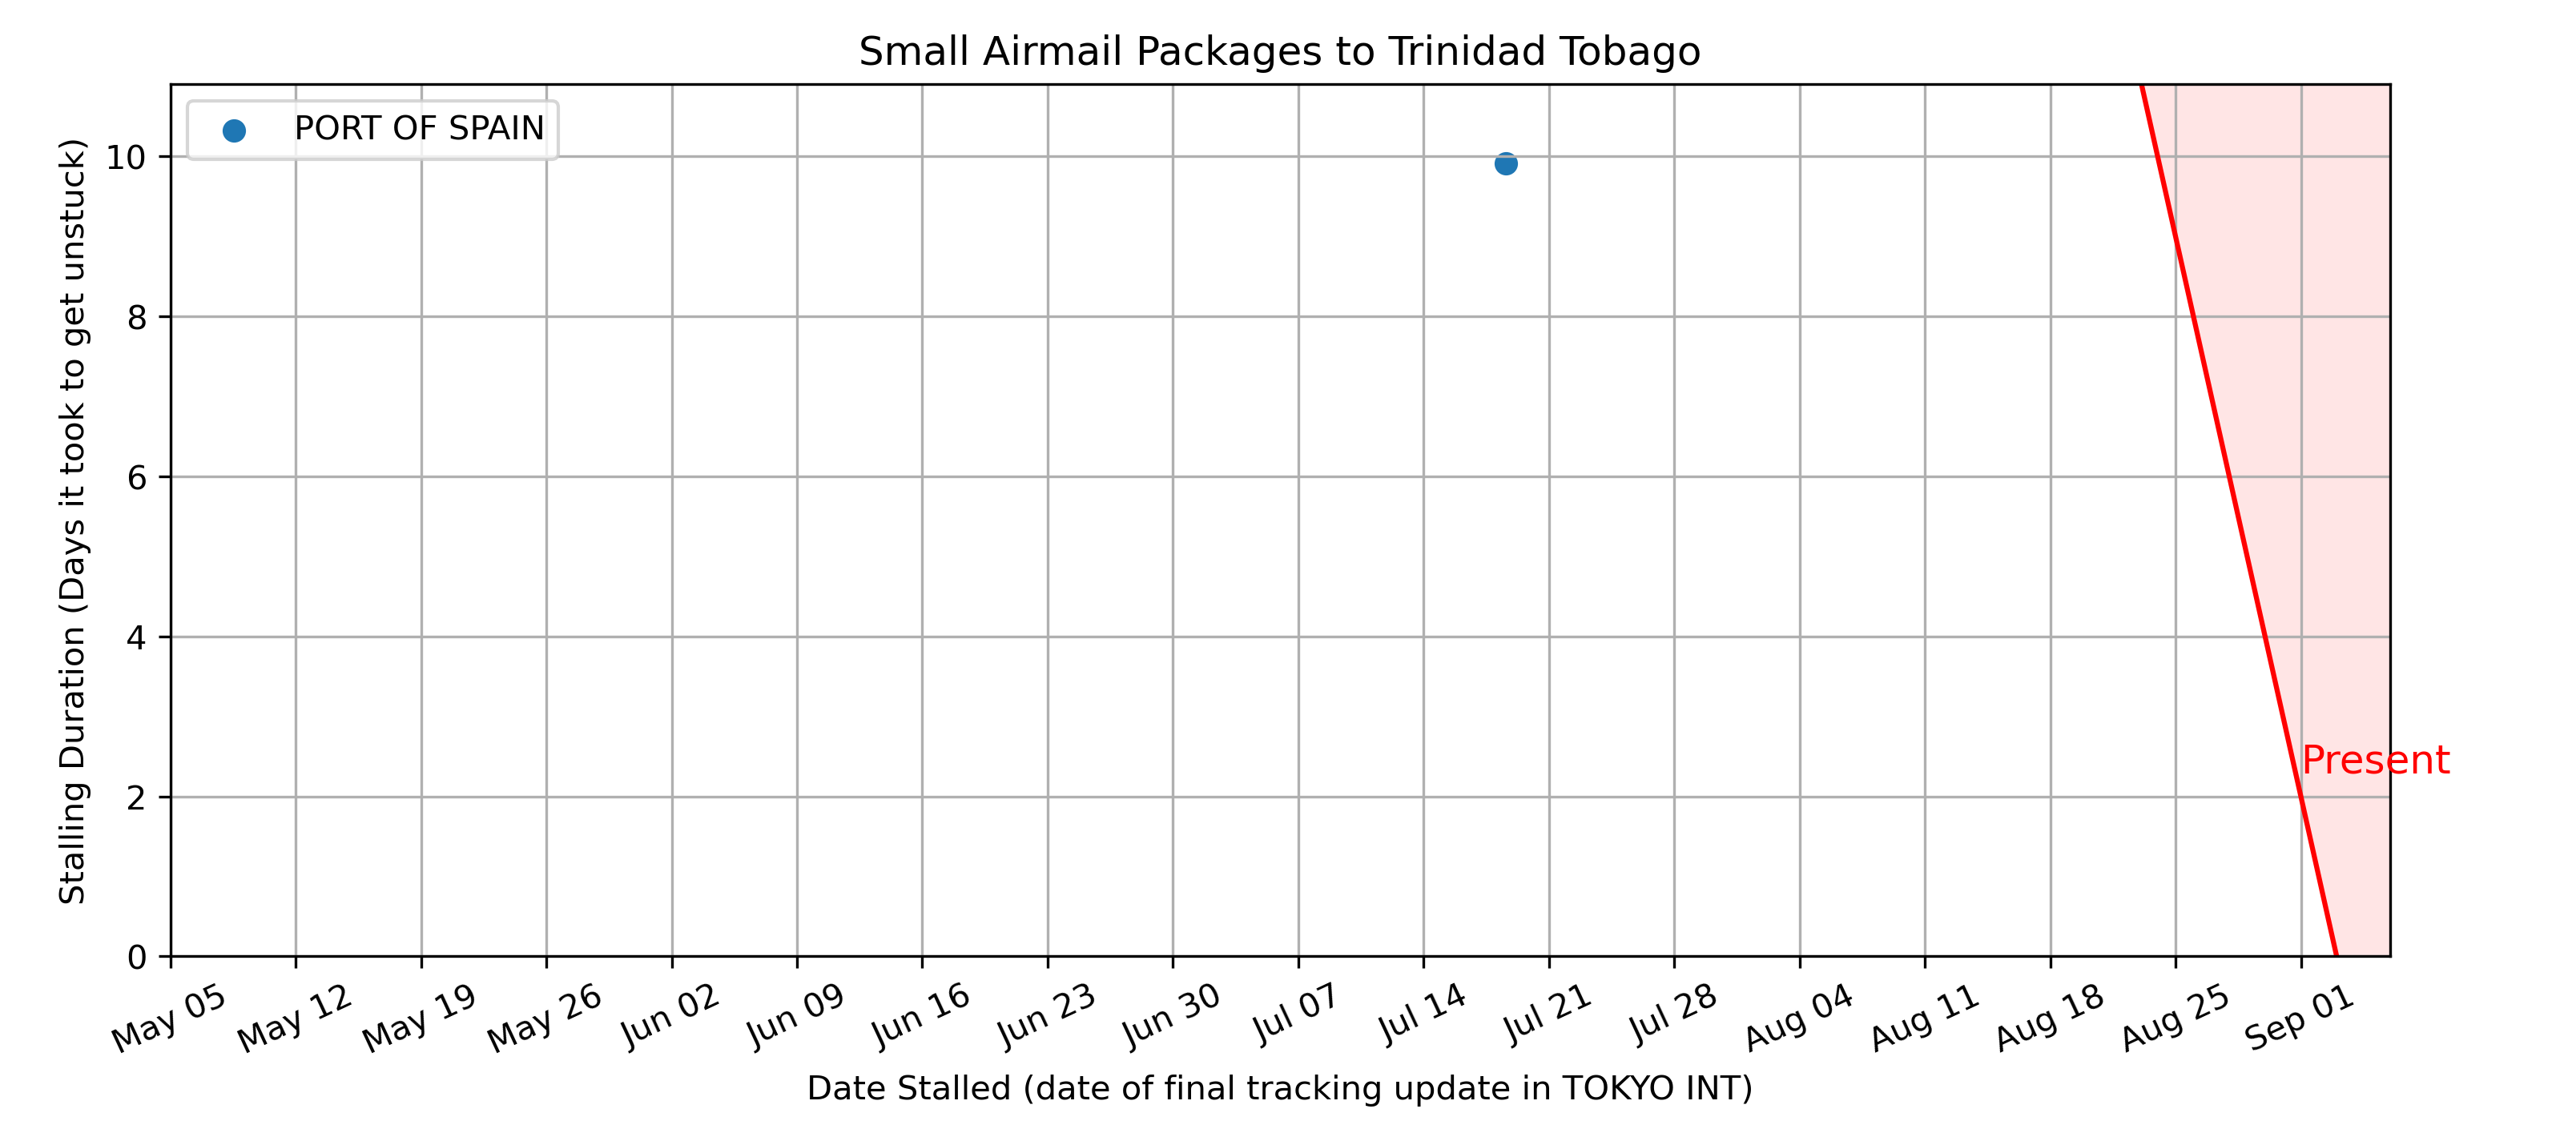 Small Airmail Packages to Trinidad Tobago
PORT OF SPAIN
Stalling Duration (Days it took to get unstuck)
10
8
6
4
2
0
Present
May 05
May 12
May 19
May 26
Jun 02
Jun 09
Jun 16
Jun 23
Jun 30
Jul 07
Jul 14
Jul 21
Jul 28
Aug 04
Aug 11
Aug 18
Aug 25
Sep 01
Date Stalled (date of final tracking update in TOKYO INT)